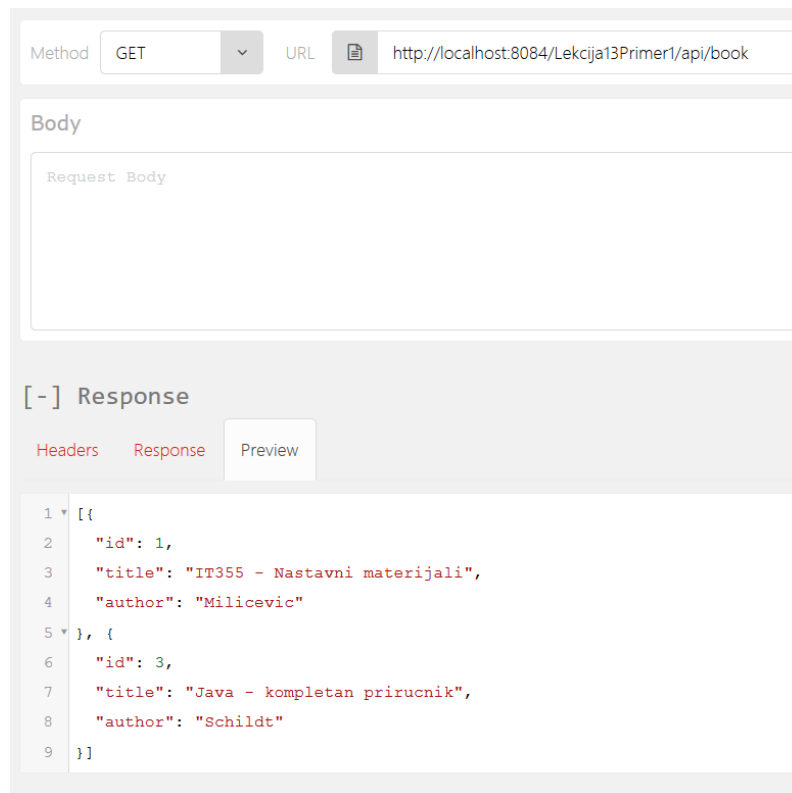 Method GET URL http://localhost:8084/Lekcija13Primer1/api/book
Body
Request Body
[-] Response
Headers Response Preview
1 [{
2 "id": 1,
3 "title": "IT355 - Nastavni materijali",
4 "author": "Milicevic"
5 }, {
6 "id": 3,
7 "title": "Java - kompletan prirucnik",
8 "author": "Schildt"
9 }]